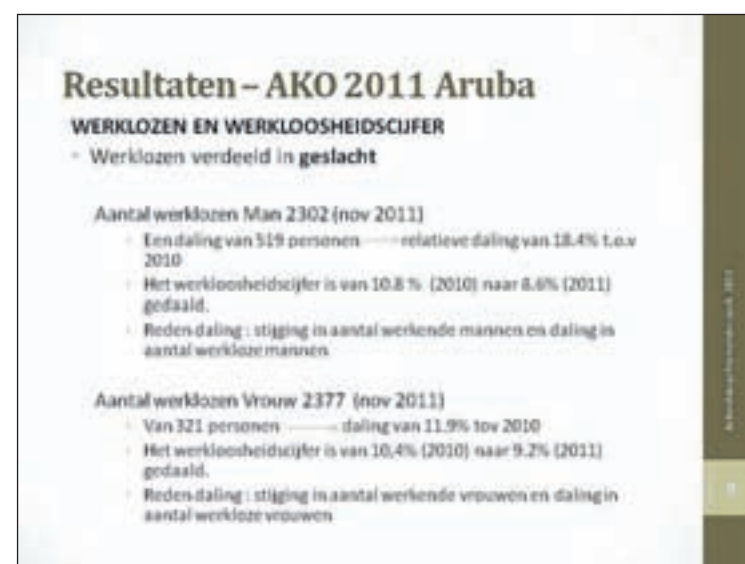 Resultaten – AKO 2011 Aruba
WERKLOZEN EN WERKLOOSHEIDSCIJFER
Werklozen verdeeld in geslacht
Aantal werklozen Man 2302 (nov 2011)
Een daling van 519 personen relatieve daling van 18.4% t.o.v
2010
Het werkloosheidscijfer is van 10.8 % (2010) naar 8.6% (2011)
gedaald.
Reden daling : stijging in aantal werkende mannen en daling in
aantal werkloze mannen
Aantal werklozen Vrouw 2377 (nov 2011)
Van 321 personen daling van 11.9% tov 2010
Het werkloosheidscijfer is van 10,4% (2010) naar 9.2% (2011)
gedaald.
Reden daling : stijging in aantal werkende vrouwen en daling in
aantal werkloze vrouwen